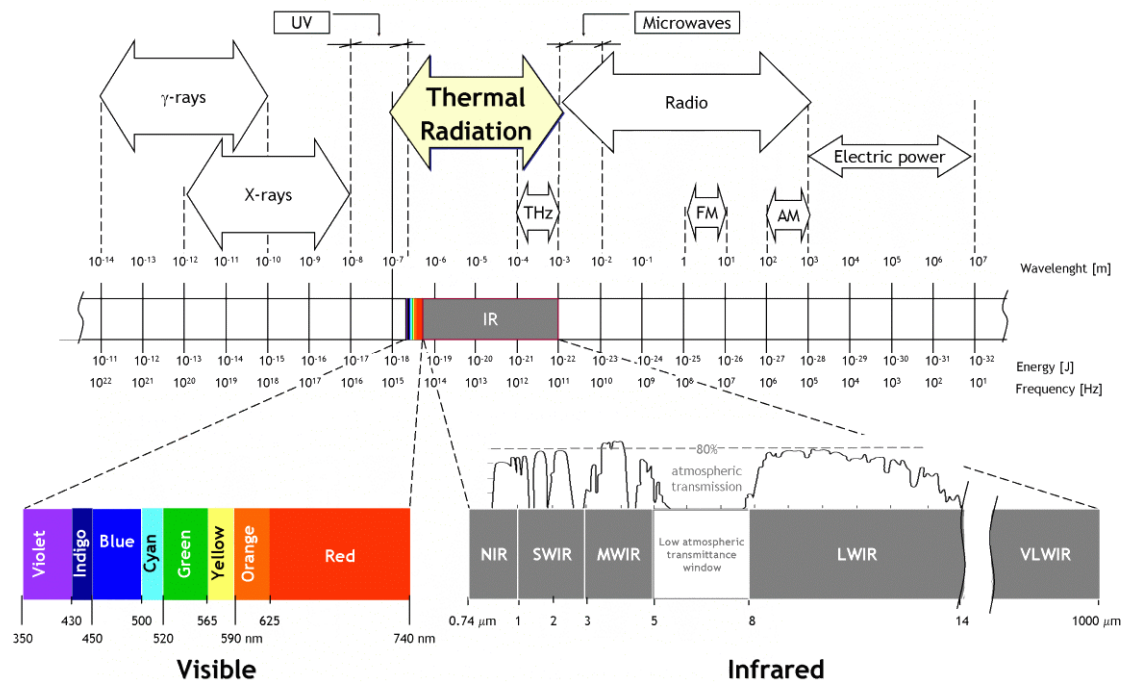 UV
Microwaves
γ-rays
Thermal
Radiation
Radio
Electric power
X-rays
THz
FM
AM
10-14 10-13 10-12 10-11 10-10 10-9 10-8 10-7 10-6 10-5 10-4 10-3 10-2 10-1 1 10¹ 10² 10³ 10⁴ 10⁵ 10⁶ 10⁷
Wavelenght [m]
IR
10-11 10-12 10-13 10-14 10-15 10-16 10-17 10-18 10-19 10-20 10-21 10-22 10-23 10-24 10-25 10-26 10-27 10-28 10-29 10-30 10-31 10-32
Energy [J]
10²² 10²¹ 10²⁰ 10¹⁹ 10¹⁸ 10¹⁷ 10¹⁶ 10¹⁵ 10¹⁴ 10¹³ 10¹² 10¹¹ 10¹⁰ 10⁹ 10⁸ 10⁷ 10⁶ 10⁵ 10⁴ 10³ 10² 10¹
Frequency [Hz]
80%
atmospheric
transmission
Violet
Indigo
Blue
Cyan
Green
Yellow
Orange
Red
NIR
SWIR
MWIR
Low atmospheric
transmittance
window
LWIR
VLWIR
430 500 565 625
350 450 520 590 nm 740 nm
0.74 μm 1 2 3 5 8 14 1000 μm
Visible
Infrared